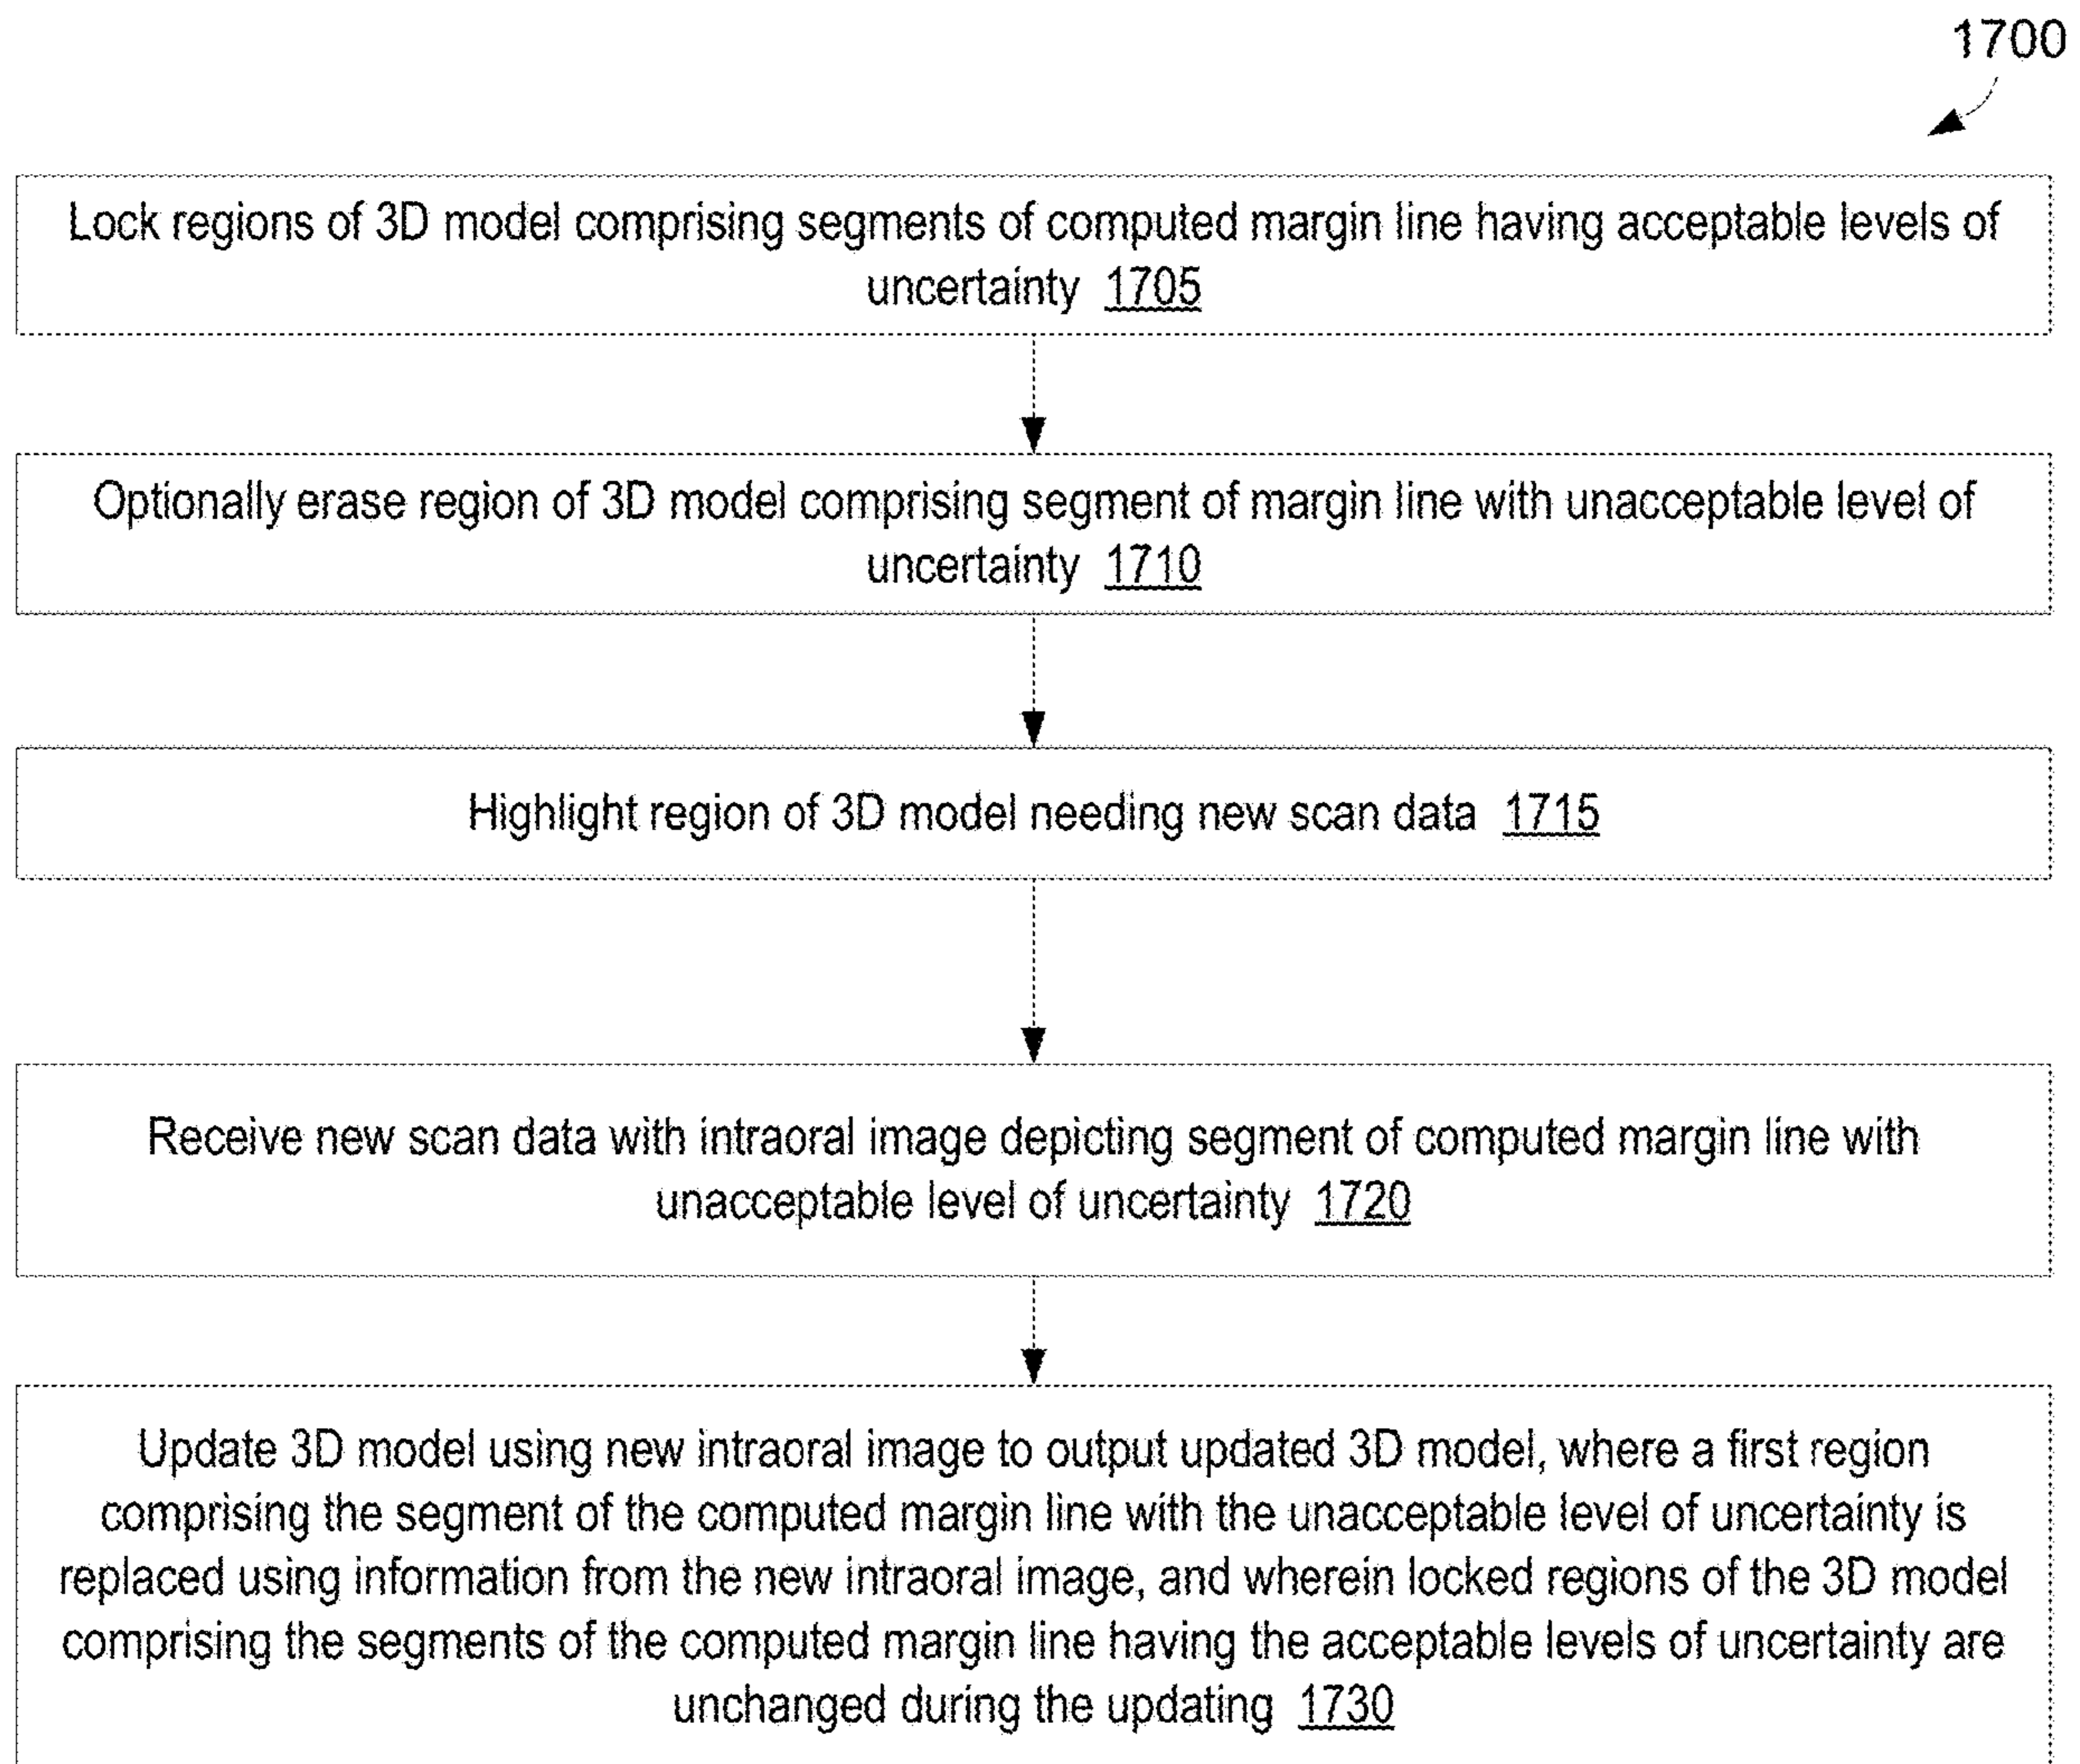 1700
Lock regions of 3D model comprising segments of computed margin line having acceptable levels of
uncertainty 1705
Optionally erase region of 3D model comprising segment of margin line with unacceptable level of
uncertainty 1710
Highlight region of 3D model needing new scan data 1715
Receive new scan data with intraoral image depicting segment of computed margin line with
unacceptable level of uncertainty 1720
Update 3D model using new intraoral image to output updated 3D model, where a first region
comprising the segment of the computed margin line with the unacceptable level of uncertainty is
replaced using information from the new intraoral image, and wherein locked regions of the 3D model
comprising the segments of the computed margin line having the acceptable levels of uncertainty are
unchanged during the updating 1730